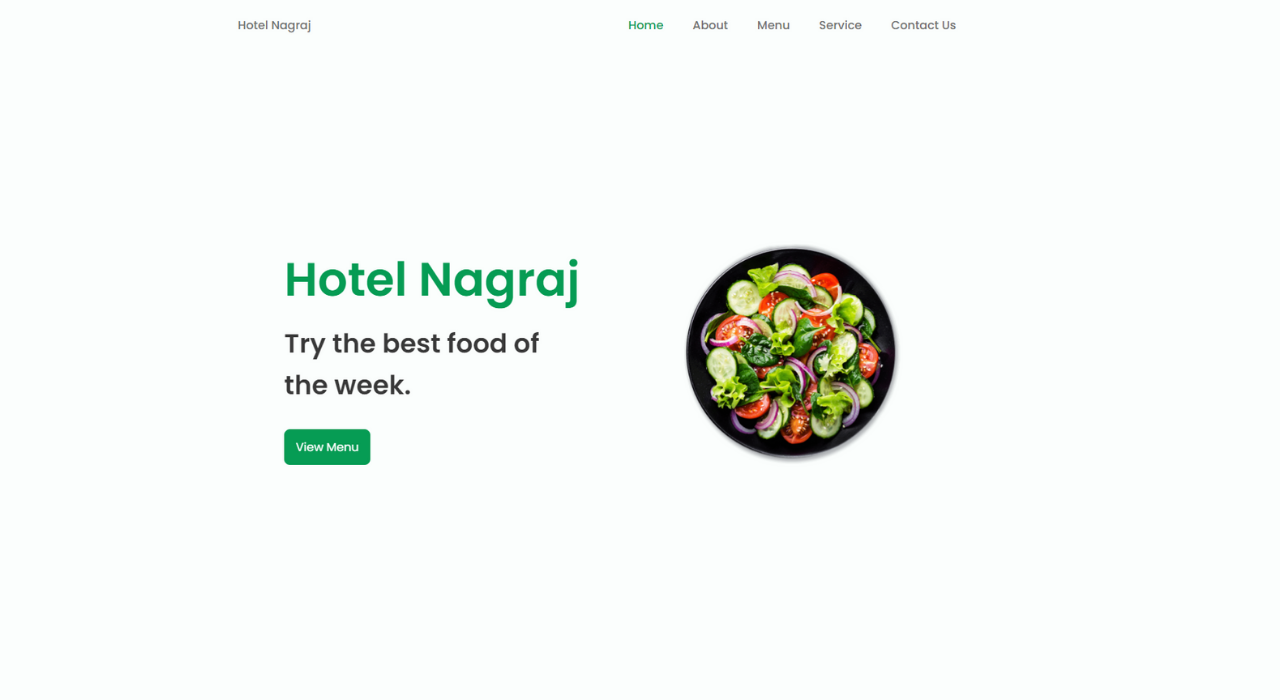 Hotel Nagraj
Home About Menu Service Contact Us
Hotel Nagraj
Try the best food of
the week.
View Menu